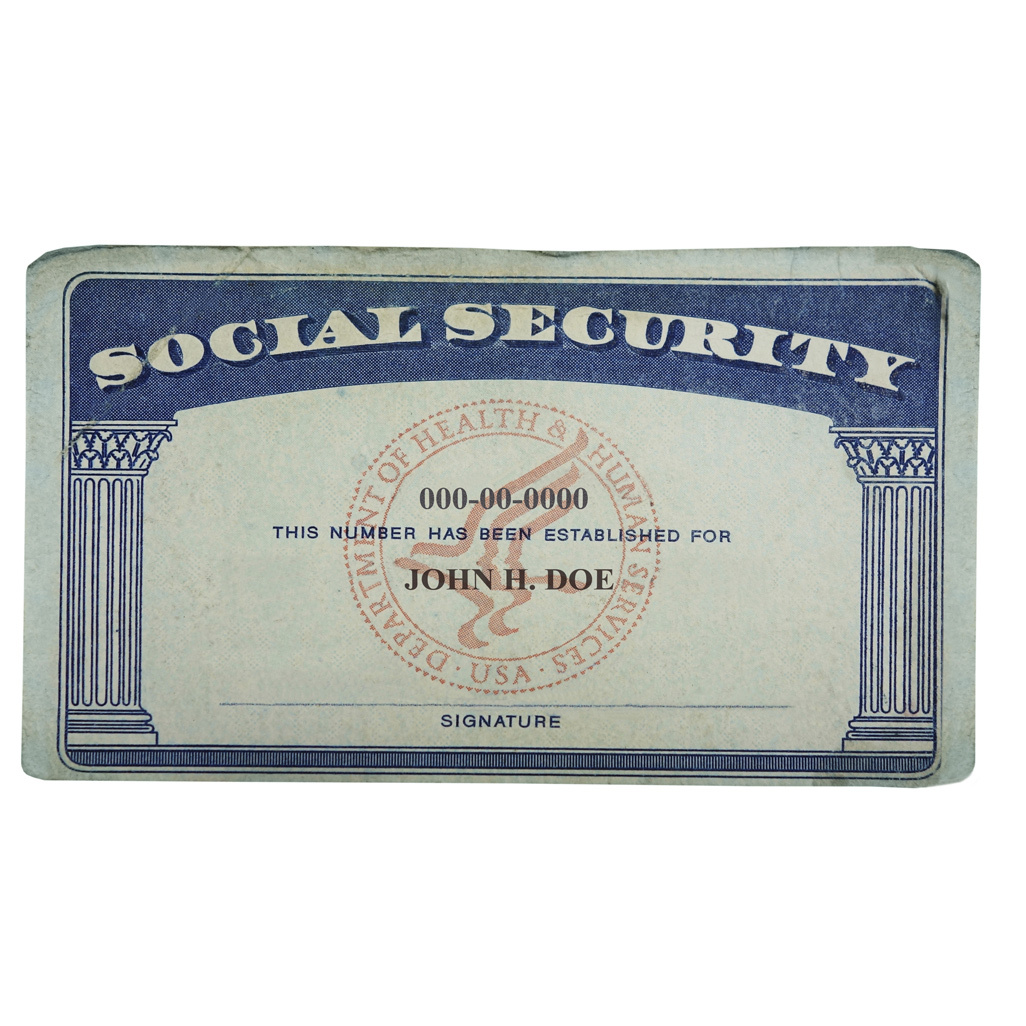 SOCIAL SECURITY
DEPARTMENT OF HEALTH & HUMAN SERVICES · USA ·
000-00-0000
THIS NUMBER HAS BEEN ESTABLISHED FOR
JOHN H. DOE
SIGNATURE